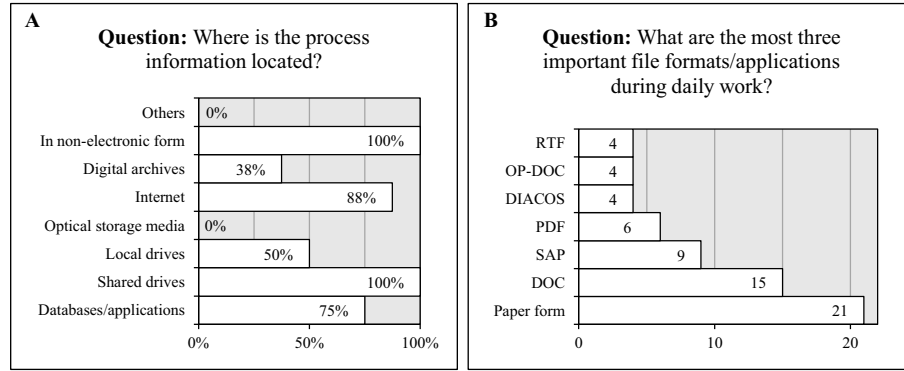 A
Question: Where is the process
information located?
Others
0%
In non-electronic form
100%
Digital archives
38%
Internet
88%
Optical storage media
0%
Local drives
50%
Shared drives
100%
Databases/applications
75%
0%
50%
100%
B
Question: What are the most three
important file formats/applications
during daily work?
RTF
4
OP-DOC
4
DIACOS
4
PDF
6
SAP
9
DOC
15
Paper form
21
0
10
20